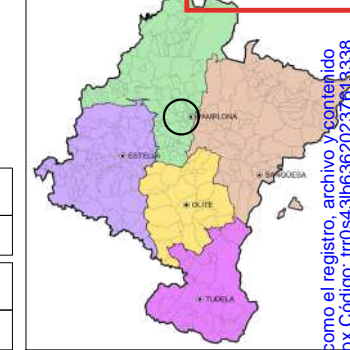 PAMPLONA
ESTELLA
SANGÜESA
OLITE
TUDELA
como el registro, archivo y contenido